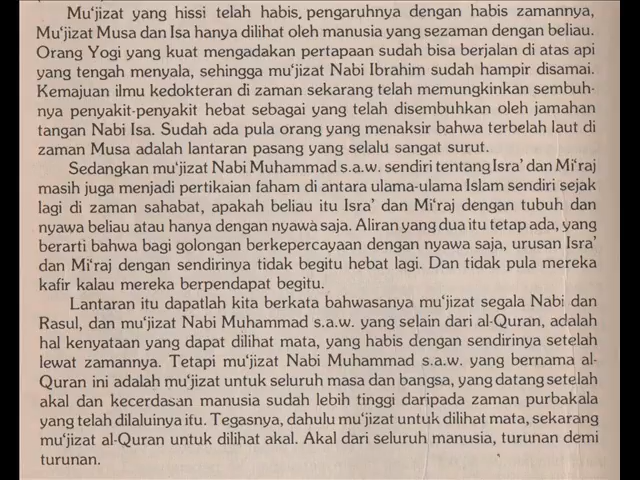 Mu'jizat yang hissi telah habis, pengaruhnya dengan habis zamannya,
Mu'jizat Musa dan Isa hanya dilihat oleh manusia yang sezaman dengan beliau.
Orang Yogi yang kuat mengadakan pertapaan sudah bisa berjalan di atas api
yang tengah menyala, sehingga mu'jizat Nabi Ibrahim sudah hampir disamai.
Kemajuan ilmu kedokteran di zaman sekarang telah memungkinkan sembuh-
nya penyakit-penyakit hebat sebagai yang telah disembuhkan oleh jamahan
tangan Nabi Isa. Sudah ada pula orang yang menaksir bahwa terbelah laut di
zaman Musa adalah lantaran pasang yang selalu sangat surut.
Sedangkan mu'jizat Nabi Muhammad s.a.w. sendiri tentang Isra' dan Mi'raj
masih juga menjadi pertikaian faham di antara ulama-ulama Islam sendiri sejak
lagi di zaman sahabat, apakah beliau itu Isra' dan Mi'raj dengan tubuh dan
nyawa beliau atau hanya dengan nyawa saja. Aliran yang dua itu tetap ada, yang
berarti bahwa bagi golongan berkepercayaan dengan nyawa saja, urusan Isra'
dan Mi'raj dengan sendirinya tidak begitu hebat lagi. Dan tidak pula mereka
kafir kalau mereka berpendapat begitu.
Lantaran itu dapatlah kita berkata bahwasanya mu'jizat segala Nabi dan
Rasul, dan mu'jizat Nabi Muhammad s.a.w. yang selain dari al-Quran, adalah
hal kenyataan yang dapat dilihat mata, yang habis dengan sendirinya setelah
lewat zamannya. Tetapi mu'jizat Nabi Muhammad s.a.w. yang bernama al-
Quran ini adalah mu'jizat untuk seluruh masa dan bangsa, yang datang setelah
akal dan kecerdasan manusia sudah lebih tinggi daripada zaman purbakala
yang telah dilaluinya itu. Tegasnya, dahulu mu'jizat untuk dilihat mata, sekarang
mu'jizat al-Quran untuk dilihat akal. Akal dari seluruh manusia, turunan demi
turunan.